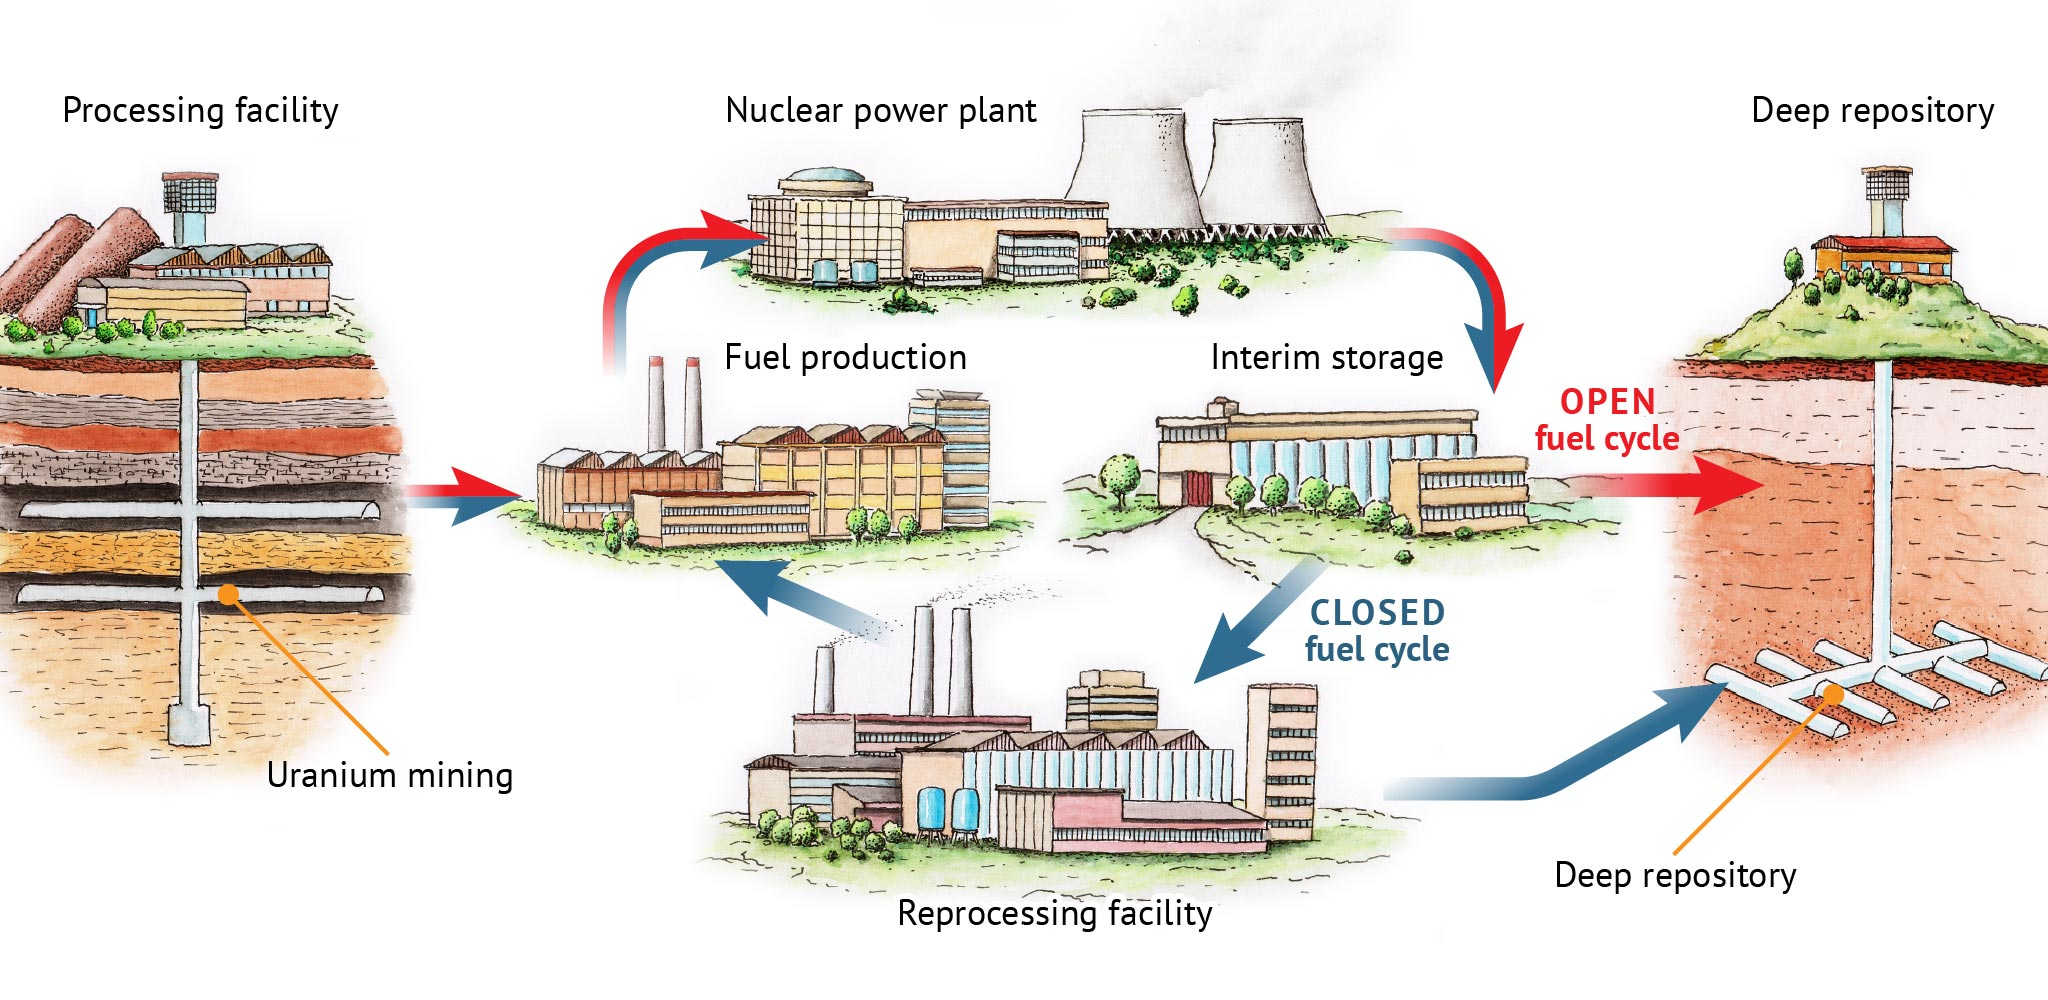 Processing facility
Nuclear power plant
Deep repository
Fuel production
Interim storage
OPEN
fuel cycle
CLOSED
fuel cycle
Uranium mining
Deep repository
Reprocessing facility